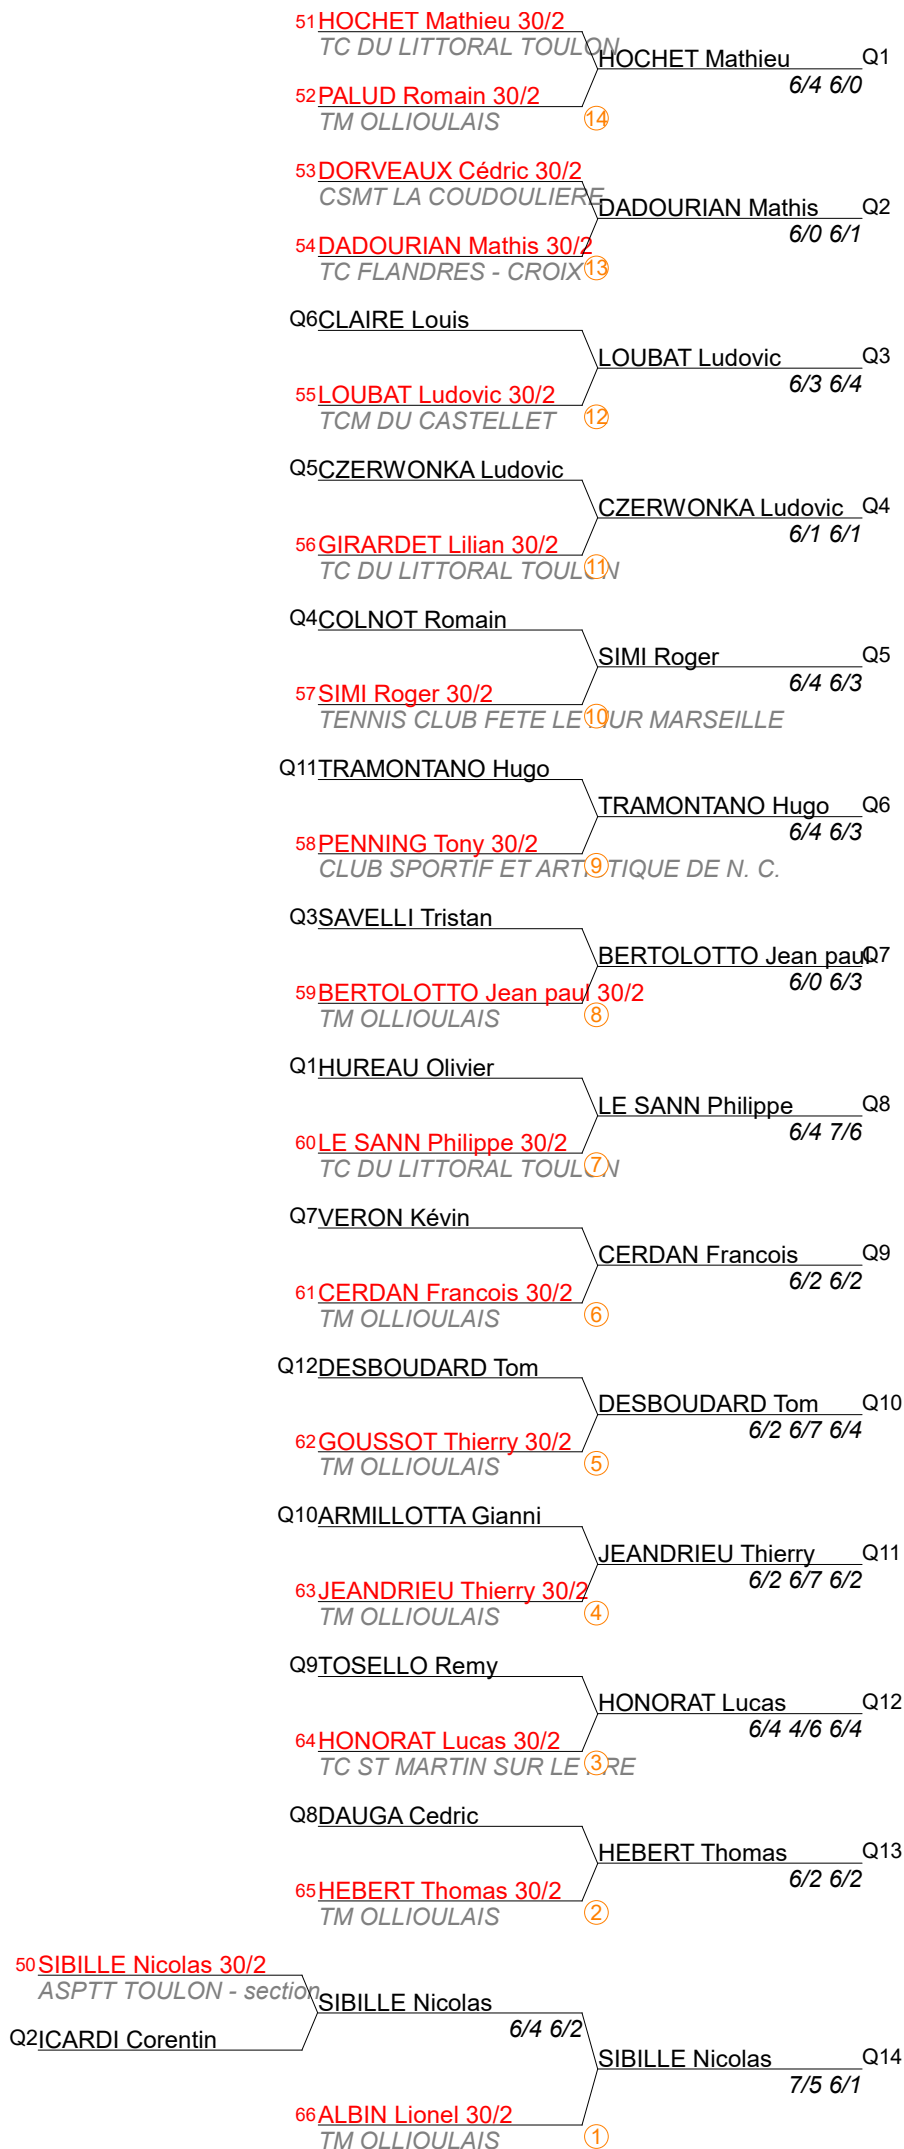 51 HOCHET Mathieu 30/2
TC DU LITTORAL TOULON
HOCHET Mathieu Q1
6/4 6/0
52 PALUD Romain 30/2
TM OLLIOULAIS 14
53 DORVEAUX Cédric 30/2
CSMT LA COUDOULIERE
DADOURIAN Mathis Q2
6/0 6/1
54 DADOURIAN Mathis 30/2
TC FLANDRES - CROIX 13
Q6 CLAIRE Louis
LOUBAT Ludovic Q3
6/3 6/4
55 LOUBAT Ludovic 30/2
TCM DU CASTELLET 12
Q5 CZERWONKA Ludovic
CZERWONKA Ludovic Q4
6/1 6/1
56 GIRARDET Lilian 30/2
TC DU LITTORAL TOULON 11
Q4 COLNOT Romain
SIMI Roger Q5
6/4 6/3
57 SIMI Roger 30/2
TENNIS CLUB FETE LE MUR MARSEILLE 10
Q11 TRAMONTANO Hugo
TRAMONTANO Hugo Q6
6/4 6/3
58 PENNING Tony 30/2
CLUB SPORTIF ET ARTISTIQUE DE N. C. 9
Q3 SAVELLI Tristan
BERTOLOTTO Jean paul Q7
6/0 6/3
59 BERTOLOTTO Jean paul 30/2
TM OLLIOULAIS 8
Q1 HUREAU Olivier
LE SANN Philippe Q8
6/4 7/6
60 LE SANN Philippe 30/2
TC DU LITTORAL TOULON 7
Q7 VERON Kévin
CERDAN Francois Q9
6/2 6/2
61 CERDAN Francois 30/2
TM OLLIOULAIS 6
Q12 DESBOUDARD Tom
DESBOUDARD Tom Q10
6/2 6/7 6/4
62 GOUSSOT Thierry 30/2
TM OLLIOULAIS 5
Q10 ARMILLOTTA Gianni
JEANDRIEU Thierry Q11
6/2 6/7 6/2
63 JEANDRIEU Thierry 30/2
TM OLLIOULAIS 4
Q9 TOSELLO Remy
HONORAT Lucas Q12
6/4 4/6 6/4
64 HONORAT Lucas 30/2
TC ST MARTIN SUR LE PRE 3
Q8 DAUGA Cedric
HEBERT Thomas Q13
6/2 6/2
65 HEBERT Thomas 30/2
TM OLLIOULAIS 2
50 SIBILLE Nicolas 30/2
ASPTT TOULON - section
SIBILLE Nicolas
6/4 6/2
Q2 ICARDI Corentin
SIBILLE Nicolas Q14
7/5 6/1
66 ALBIN Lionel 30/2
TM OLLIOULAIS 1